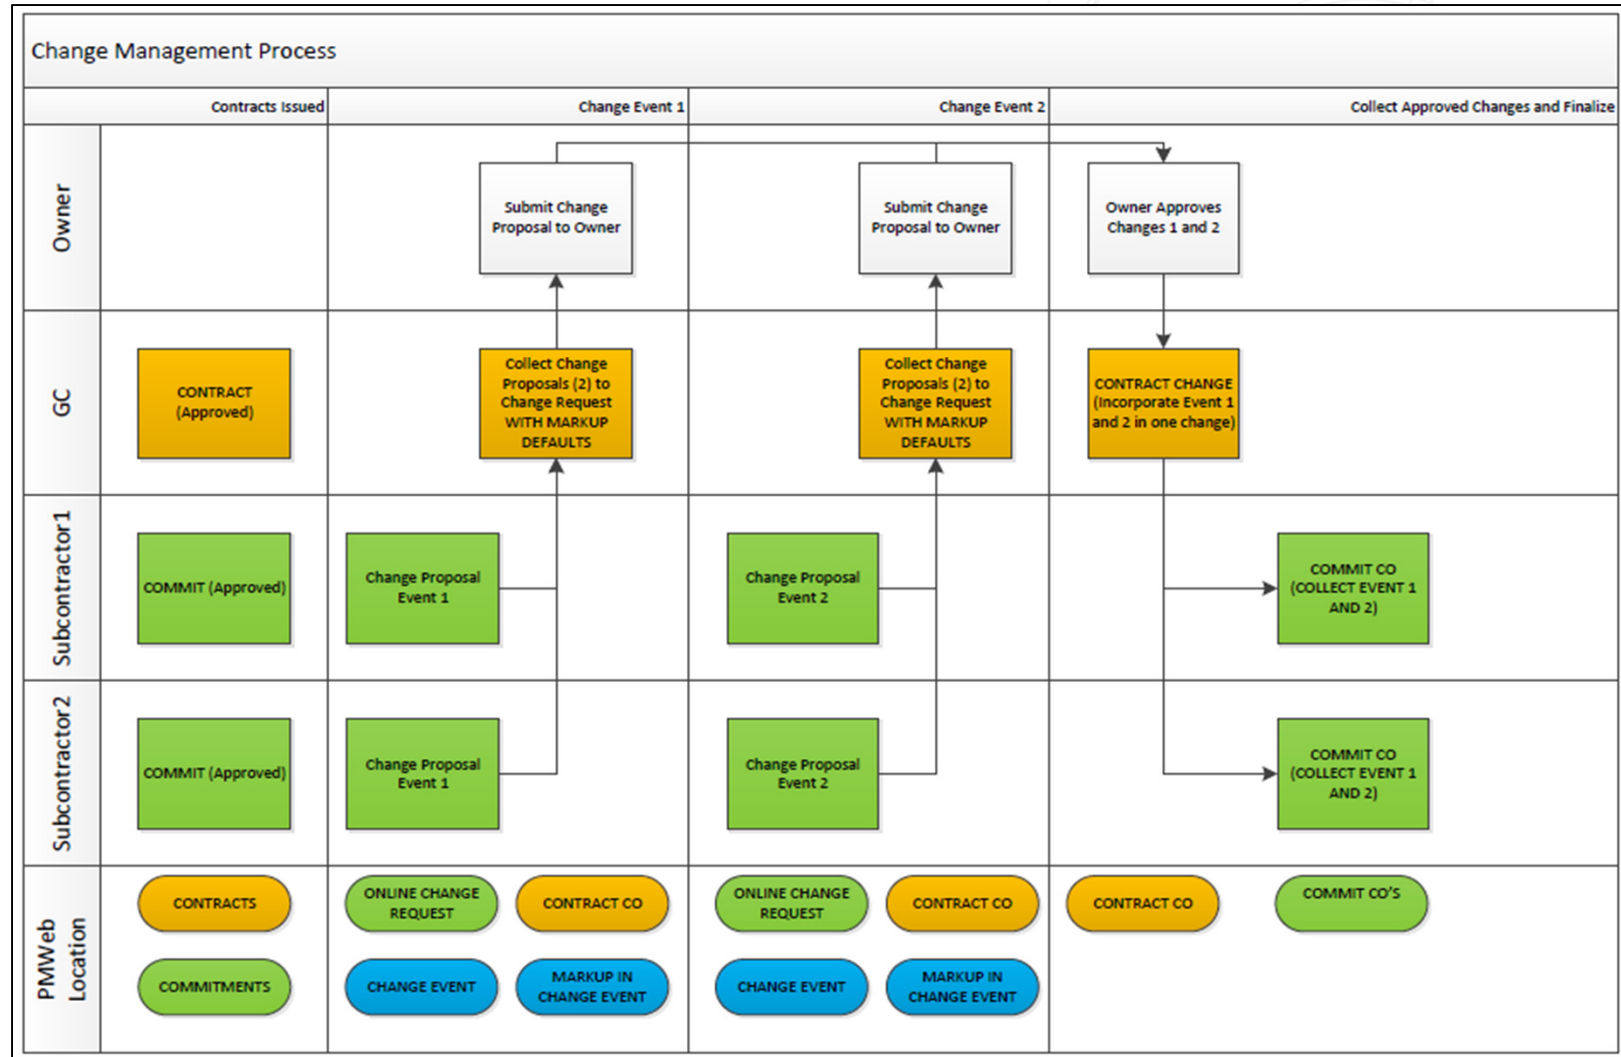 Change Management Process
Contracts Issued
Change Event 1
Change Event 2
Collect Approved Changes and Finalize
Owner
Submit Change
Proposal to Owner
Submit Change
Proposal to Owner
Owner Approves
Changes 1 and 2
GC
CONTRACT
(Approved)
Collect Change
Proposals (2) to
Change Request
WITH MARKUP
DEFAULTS
Collect Change
Proposals (2) to
Change Request
WITH MARKUP
DEFAULTS
CONTRACT CHANGE
(Incorporate Event 1
and 2 in one change)
Subcontractor1
COMMIT (Approved)
Change Proposal
Event 1
Change Proposal
Event 2
COMMIT CO
(COLLECT EVENT 1
AND 2)
Subcontractor2
COMMIT (Approved)
Change Proposal
Event 1
Change Proposal
Event 2
COMMIT CO
(COLLECT EVENT 1
AND 2)
PMWeb
Location
CONTRACTS
ONLINE CHANGE
REQUEST
CONTRACT CO
ONLINE CHANGE
REQUEST
CONTRACT CO
CONTRACT CO
COMMIT CO'S
COMMITMENTS
CHANGE EVENT
MARKUP IN
CHANGE EVENT
CHANGE EVENT
MARKUP IN
CHANGE EVENT